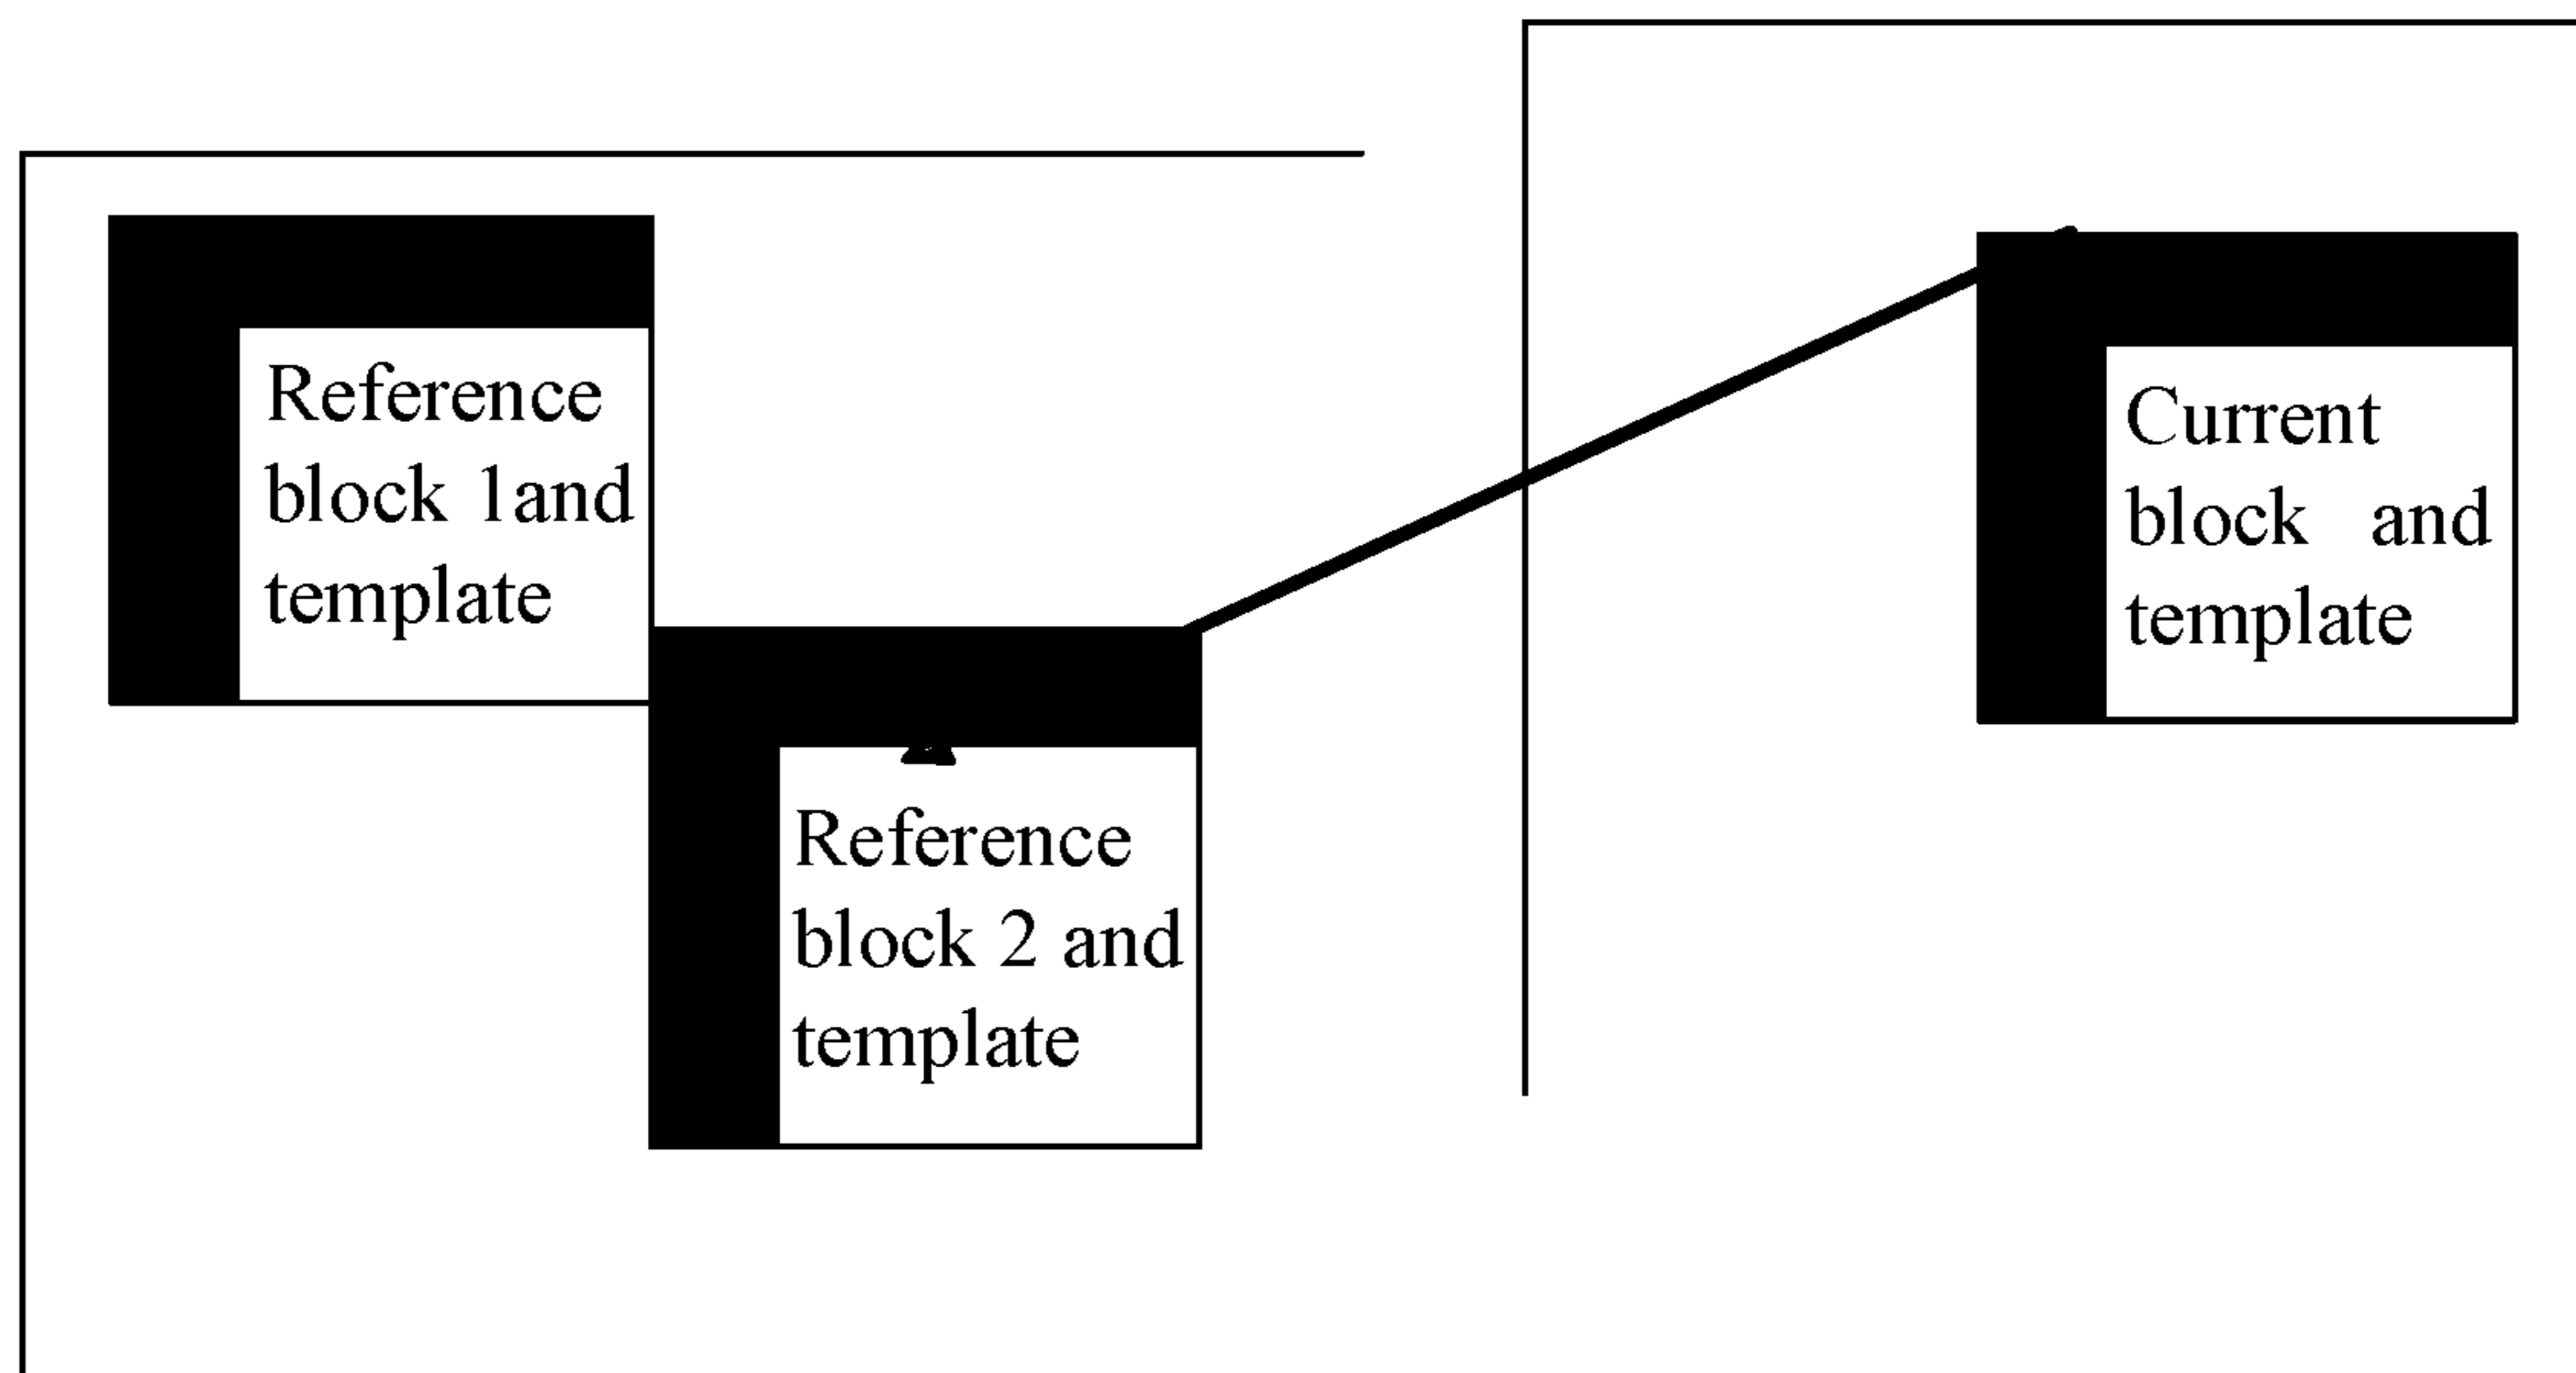 Reference
block 1and
template
Current
block and
template
Reference
block 2 and
template